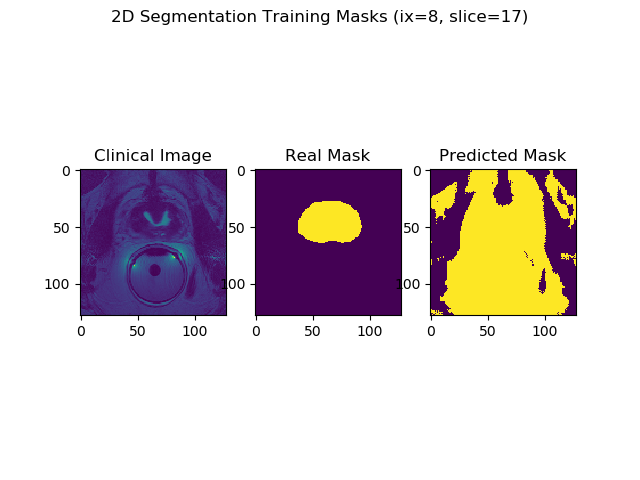 2D Segmentation Training Masks (ix=8, slice=17)
Clinical Image Real Mask Predicted Mask
0 0 0
50 50 50
100 100 100
0 50 100 0 50 100 0 50 100